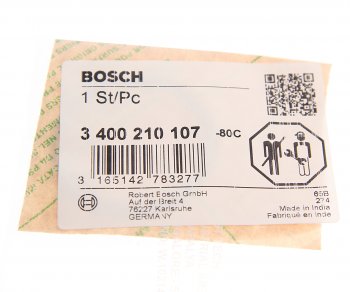 BOSCH
1 St/Pc
3 400 210 107 -80C
3 165142 783277
Robert Bosch GmbH
Auf der Breit 4
76227 Karlsruhe
GERMANY
65B
Made in India
Fabriqué en Inde